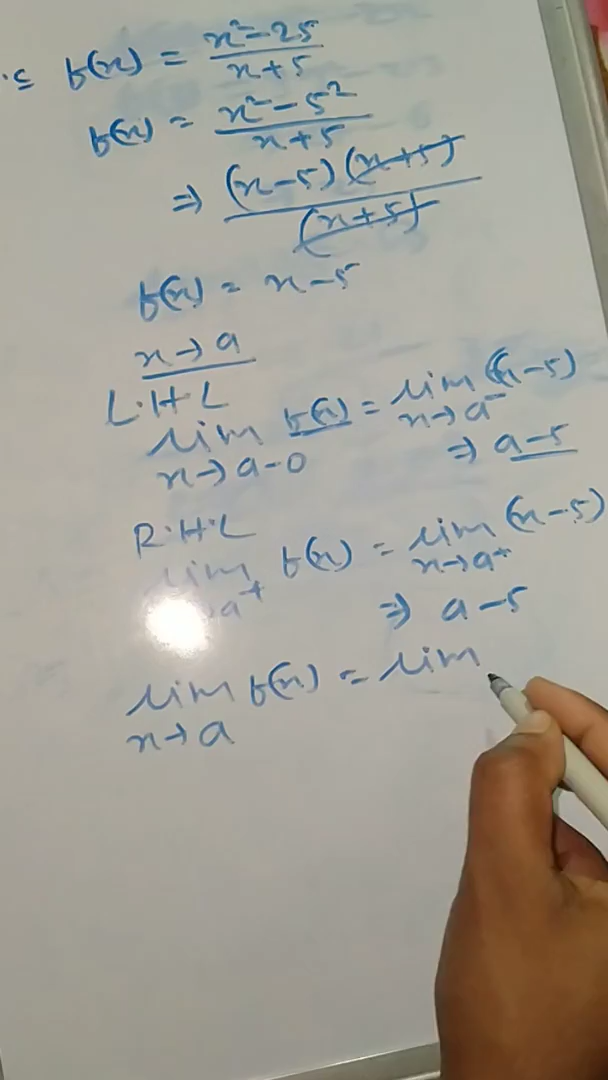 f(x) = x²-25 / x+5
f(x) = x² - 5² / x+5
⇒ (x-5)(x+5) / (x+5)
f(x) = x-5
x→a
L.H.L
lim x→a-0 f(x) = lim x→a⁻ (x-5)
⇒ a-5
R.H.L
lim a⁺ f(x) = lim x→a⁺ (x-5)
⇒ a-5
lim x→a f(x) = lim